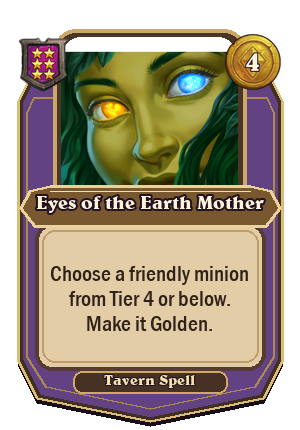 4
Eyes of the Earth Mother
Choose a friendly minion
from Tier 4 or below.
Make it Golden.
Tavern Spell